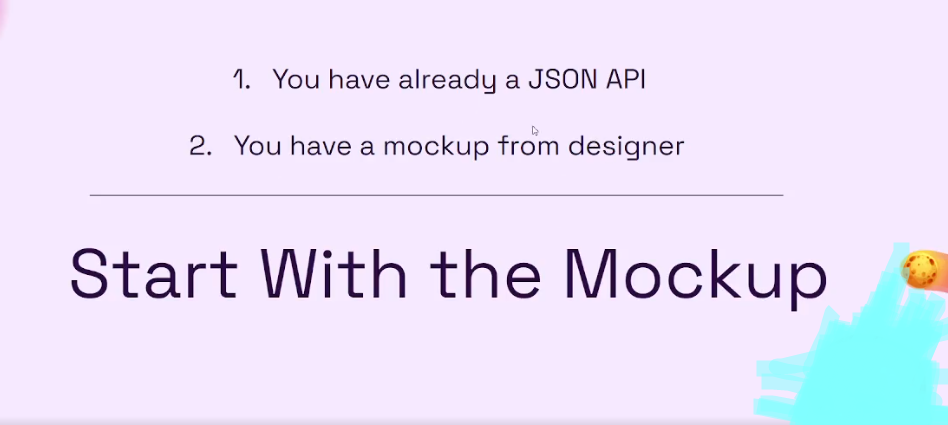 1. You have already a JSON API
2. You have a mockup from designer
Start With the Mockup